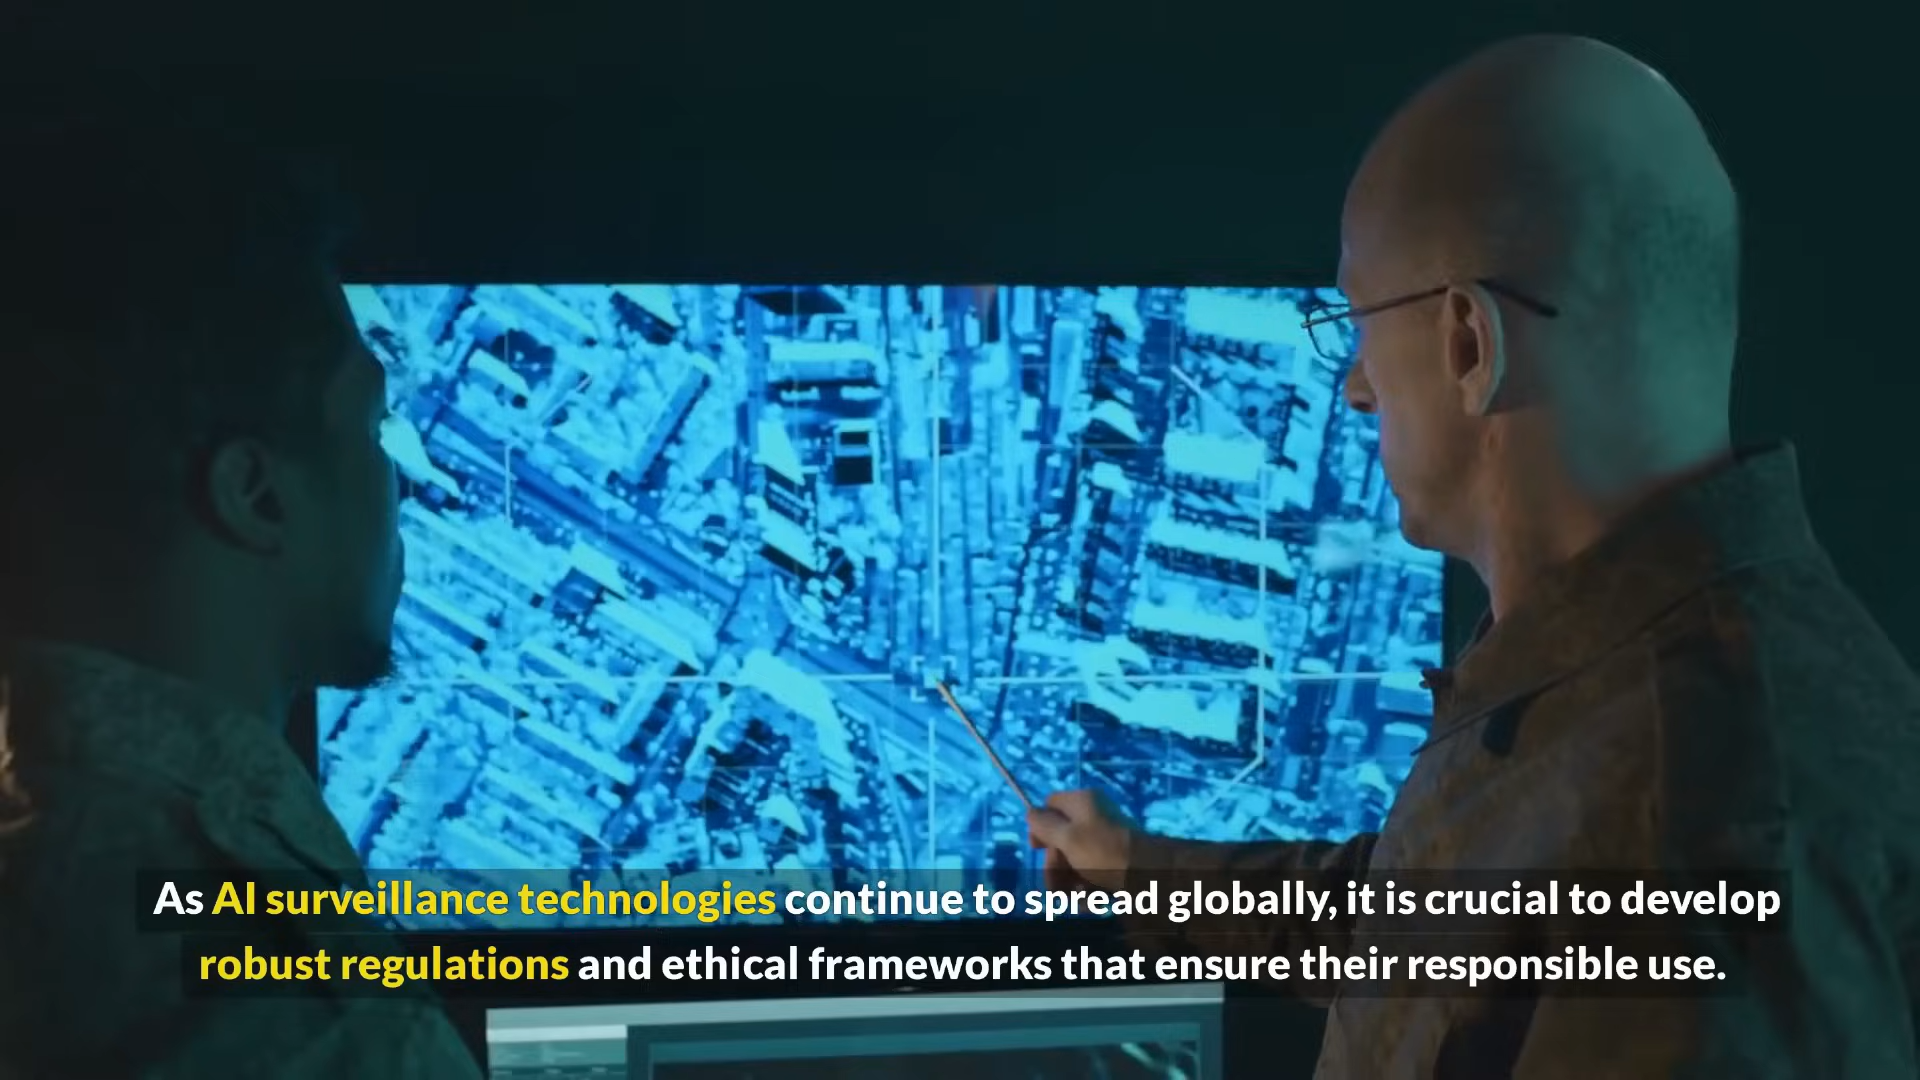 As AI surveillance technologies continue to spread globally, it is crucial to develop
robust regulations and ethical frameworks that ensure their responsible use.